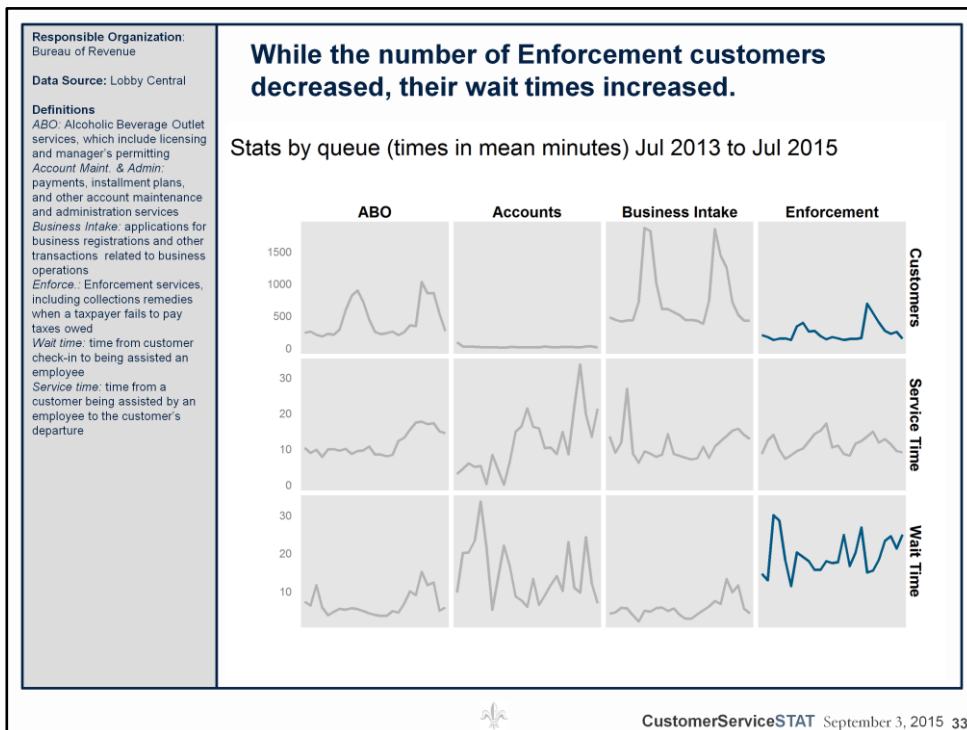 Responsible Organization:
Bureau of Revenue
Data Source: Lobby Central
Definitions
ABO: Alcoholic Beverage Outlet
services, which include licensing
and manager's permitting
Account Maint. & Admin:
payments, installment plans,
and other account maintenance
and administration services
Business Intake: applications for
business registrations and other
transactions related to business
operations
Enforce.: Enforcement services,
including collections remedies
when a taxpayer fails to pay
taxes owed
Wait time: time from customer
check-in to being assisted an
employee
Service time: time from a
customer being assisted by an
employee to the customer's
departure
While the number of Enforcement customers
decreased, their wait times increased.
Stats by queue (times in mean minutes) Jul 2013 to Jul 2015
ABO Accounts Business Intake Enforcement
1500
1000
500
0
Customers
30
20
10
0
Service Time
30
20
10
Wait Time
CustomerServiceSTAT September 3, 2015 33